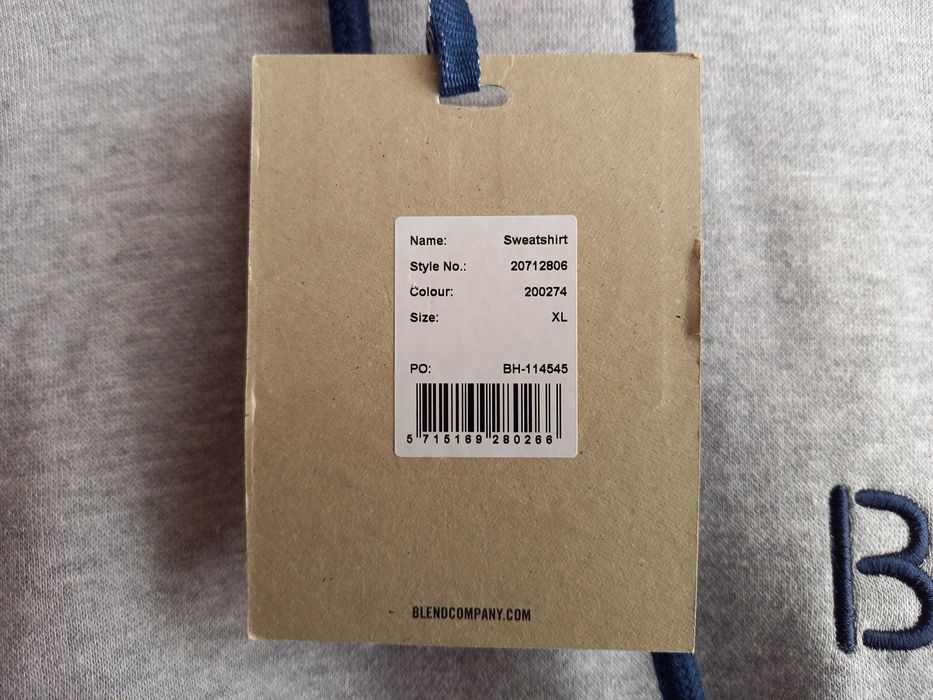 Name: Sweatshirt
Style No.: 20712806
Colour: 200274
Size: XL
PO: BH-114545
5 715169 280266
BLENDCOMPANY.COM
B